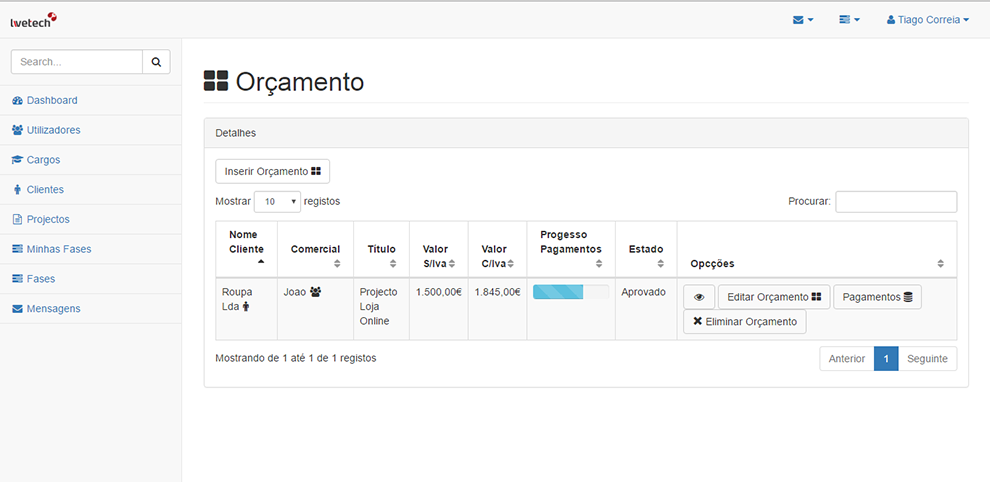 lwetech
Tiago Correia
Search...
Dashboard
Utilizadores
Cargos
Clientes
Projectos
Minhas Fases
Fases
Mensagens
Orçamento
Detalhes
Inserir Orçamento
Mostrar 10 registos
Procurar:
Nome Cliente
Comercial
Título
Valor S/Iva
Valor C/Iva
Progesso Pagamentos
Estado
Opcções
Roupa Lda
Joao
Projecto Loja Online
1.500,00€
1.845,00€
Aprovado
Editar Orçamento
Pagamentos
Eliminar Orçamento
Mostrando de 1 até 1 de 1 registos
Anterior 1 Seguinte